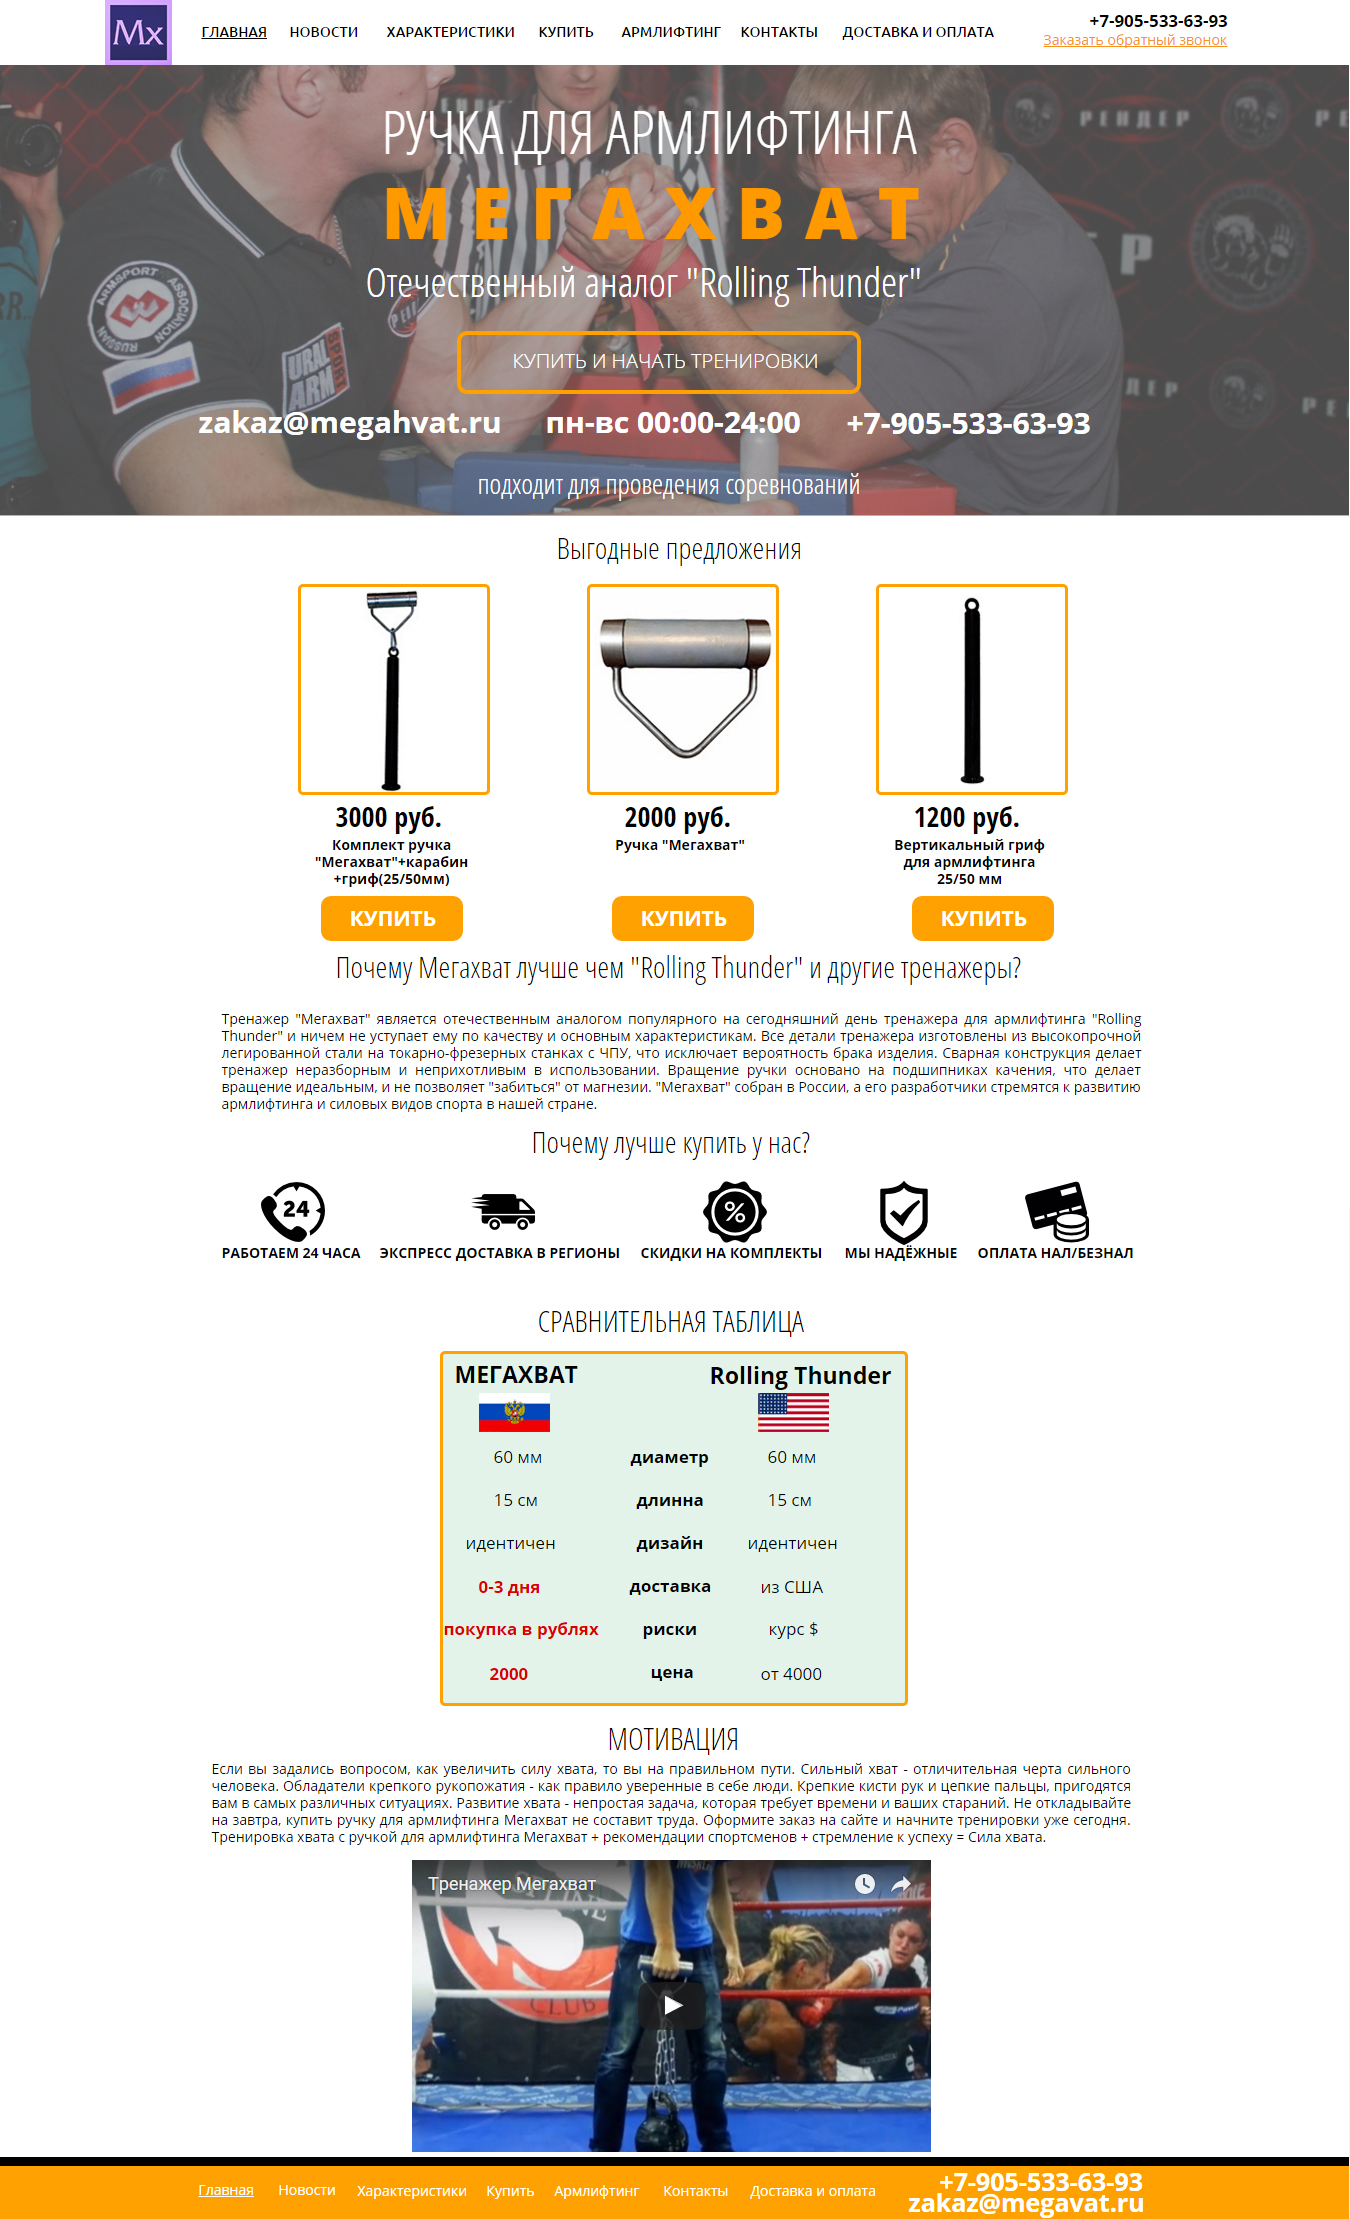 Mx
ГЛАВНАЯ НОВОСТИ ХАРАКТЕРИСТИКИ КУПИТЬ АРМЛИФТИНГ КОНТАКТЫ ДОСТАВКА И ОПЛАТА
+7-905-533-63-93
Заказать обратный звонок
РУЧКА ДЛЯ АРМЛИФТИНГА
МЕГАХВАТ
Отечественный аналог "Rolling Thunder"
КУПИТЬ И НАЧАТЬ ТРЕНИРОВКИ
zakaz@megahvat.ru пн-вс 00:00-24:00 +7-905-533-63-93
подходит для проведения соревнований
ARMSPORT ASSOCIATION RUSSIAN
URAL
ARM
SPORT
РЕНДЕР
Выгодные предложения
3000 руб. 2000 руб. 1200 руб.
Комплект ручка
"Мегахват"+карабин
+гриф(25/50мм)
Ручка "Мегахват"
Вертикальный гриф
для армлифтинга
25/50 мм
КУПИТЬ КУПИТЬ КУПИТЬ
Почему Мегахват лучше чем "Rolling Thunder" и другие тренажеры?
Тренажер "Мегахват" является отечественным аналогом популярного на сегодняшний день тренажера для армлифтинга "Rolling
Thunder" и ничем не уступает ему по качеству и основным характеристикам. Все детали тренажера изготовлены из высокопрочной
легированной стали на токарно-фрезерных станках с ЧПУ, что исключает вероятность брака изделия. Сварная конструкция делает
тренажер неразборным и неприхотливым в использовании. Вращение ручки основано на подшипниках качения, что делает
вращение идеальным, и не позволяет "забиться" от магнезии. "Мегахват" собран в России, а его разработчики стремятся к развитию
армлифтинга и силовых видов спорта в нашей стране.
Почему лучше купить у нас?
24
%
РАБОТАЕМ 24 ЧАСА ЭКСПРЕСС ДОСТАВКА В РЕГИОНЫ СКИДКИ НА КОМПЛЕКТЫ МЫ НАДЁЖНЫЕ ОПЛАТА НАЛ/БЕЗНАЛ
СРАВНИТЕЛЬНАЯ ТАБЛИЦА
МЕГАХВАТ Rolling Thunder
60 мм диаметр 60 мм
15 см длинна 15 см
идентичен дизайн идентичен
0-3 дня доставка из США
покупка в рублях риски курс $
2000 цена от 4000
МОТИВАЦИЯ
Если вы задались вопросом, как увеличить силу хвата, то вы на правильном пути. Сильный хват - отличительная черта сильного
человека. Обладатели крепкого рукопожатия - как правило уверенные в себе люди. Крепкие кисти рук и цепкие пальцы, пригодятся
вам в самых различных ситуациях. Развитие хвата - непростая задача, которая требует времени и ваших стараний. Не откладывайте
на завтра, купить ручку для армлифтинга Мегахват не составит труда. Оформите заказ на сайте и начните тренировки уже сегодня.
Тренировка хвата с ручкой для армлифтинга Мегахват + рекомендации спортсменов + стремление к успеху = Сила хвата.
Тренажер Мегахват
CLUB
Главная Новости Характеристики Купить Армлифтинг Контакты Доставка и оплата
+7-905-533-63-93
zakaz@megavat.ru